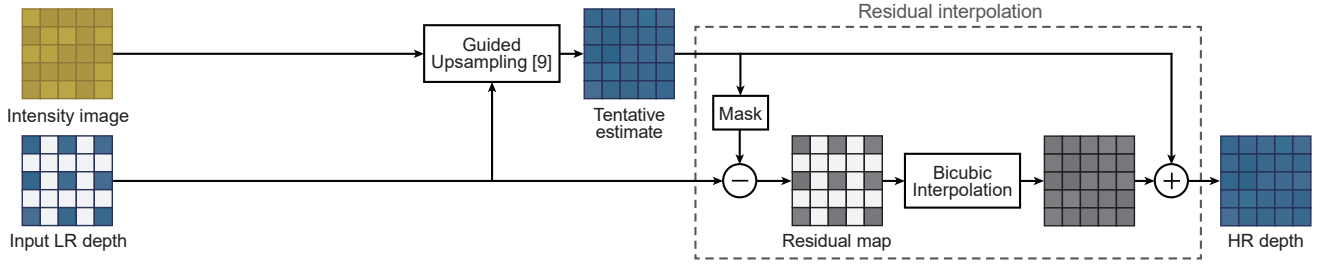 Residual interpolation
Guided
Upsampling [9]
Intensity image
Tentative
estimate
Mask
−
Bicubic
Interpolation
+
Input LR depth
Residual map
HR depth